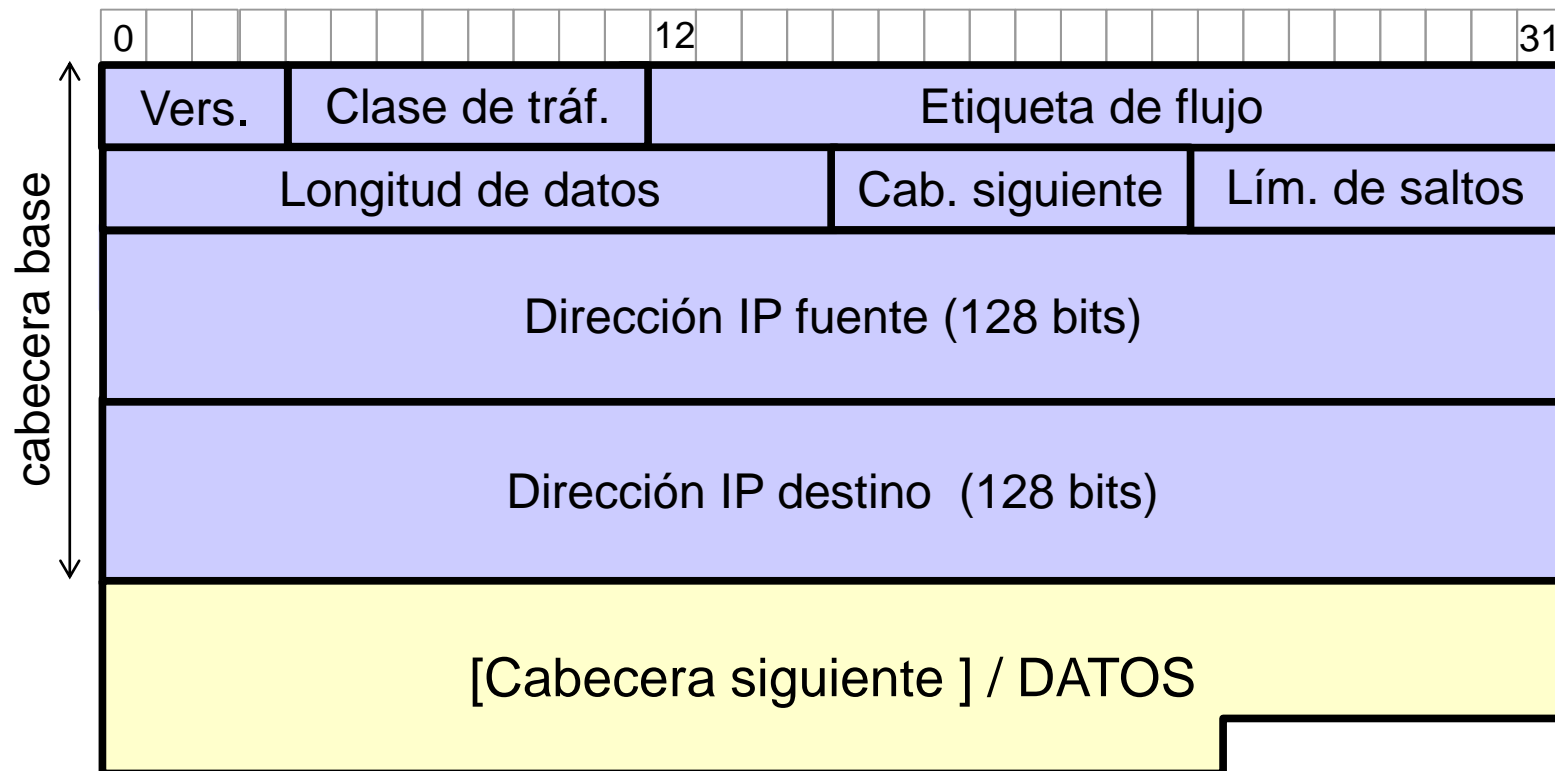 0 12 31
Vers. Clase de tráf. Etiqueta de flujo
Longitud de datos Cab. siguiente Lím. de saltos
cabecera base
Dirección IP fuente (128 bits)
Dirección IP destino (128 bits)
[Cabecera siguiente ] / DATOS